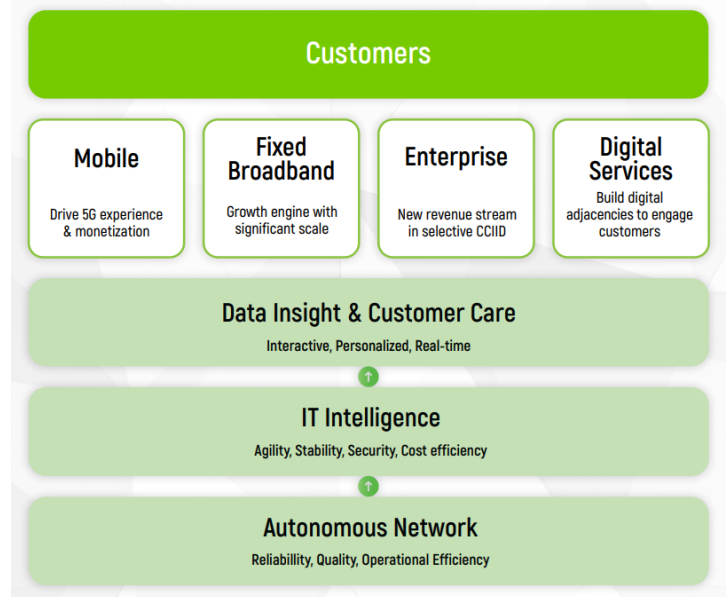 Customers
Mobile
Drive 5G experience
& monetization
Fixed
Broadband
Growth engine with
significant scale
Enterprise
New revenue stream
in selective CCIID
Digital
Services
Build digital
adjacencies to engage
customers
Data Insight & Customer Care
Interactive, Personalized, Real-time
IT Intelligence
Agility, Stability, Security, Cost efficiency
Autonomous Network
Reliabillity, Quality, Operational Efficiency